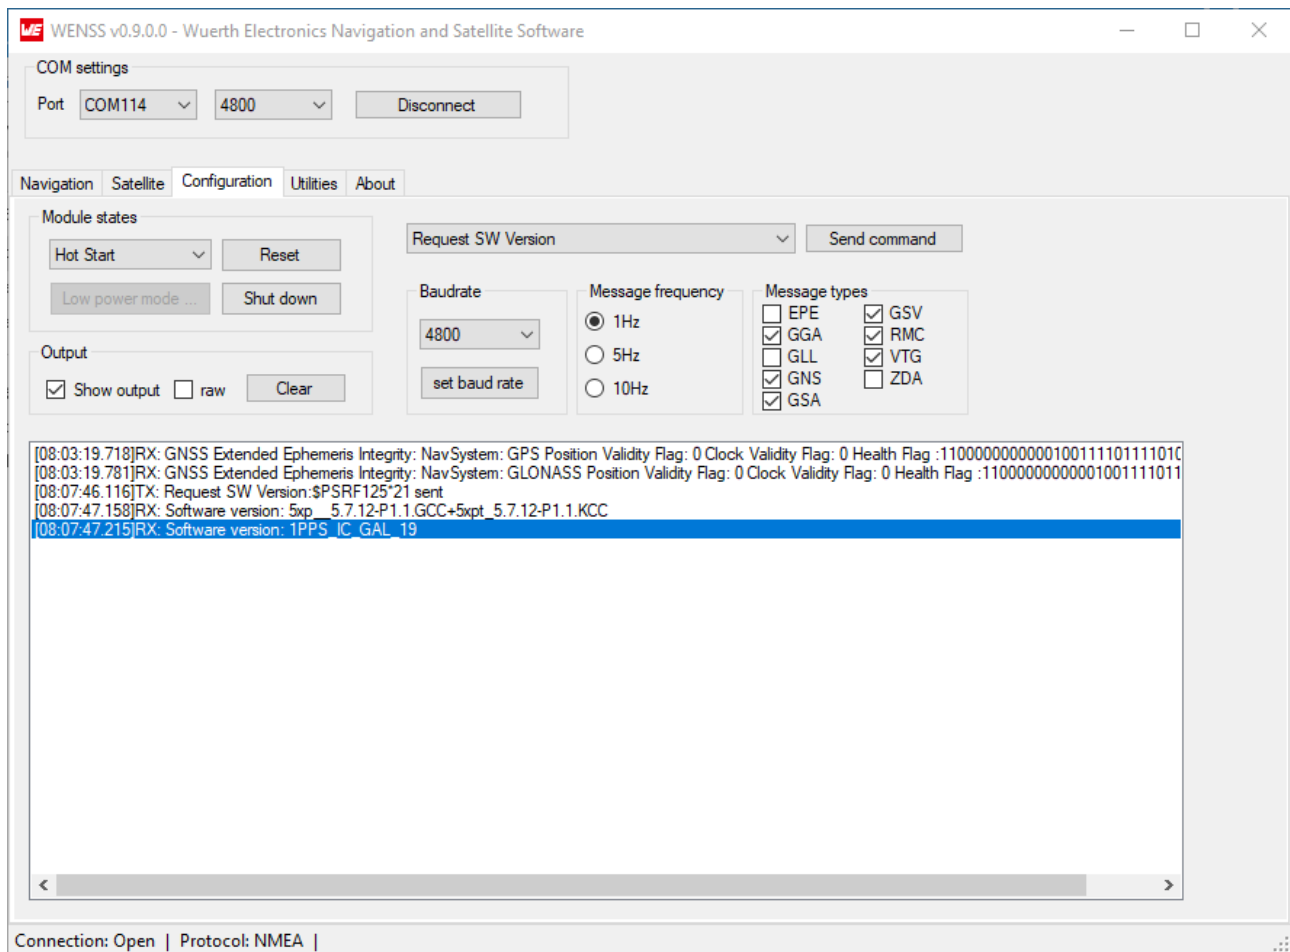 WE WENSS v0.9.0.0 - Wuerth Electronics Navigation and Satellite Software
COM settings
Port COM114 4800 Disconnect
Navigation Satellite Configuration Utilities About
Module states
Hot Start Reset
Low power mode ... Shut down
Output
Show output raw Clear
Request SW Version Send command
Baudrate
4800
set baud rate
Message frequency
1Hz
5Hz
10Hz
Message types
EPE GSV
GGA RMC
GLL VTG
GNS ZDA
GSA
[08:03:19.718]RX: GNSS Extended Ephemeris Integrity: NavSystem: GPS Position Validity Flag: 0 Clock Validity Flag: 0 Health Flag
[08:03:19.781]RX: GNSS Extended Ephemeris Integrity: NavSystem: GLONASS Position Validity Flag: 0 Clock Validity Flag: 0 Health Flag
[08:07:46.116]TX: Request SW Version:$PSRF125*21 sent
[08:07:47.158]RX: Software version: 5xp__5.7.12-P1.1.GCC+5xpt_5.7.12-P1.1.KCC
[08:07:47.215]RX: Software version: 1PPS_IC_GAL_19
Connection: Open | Protocol: NMEA |